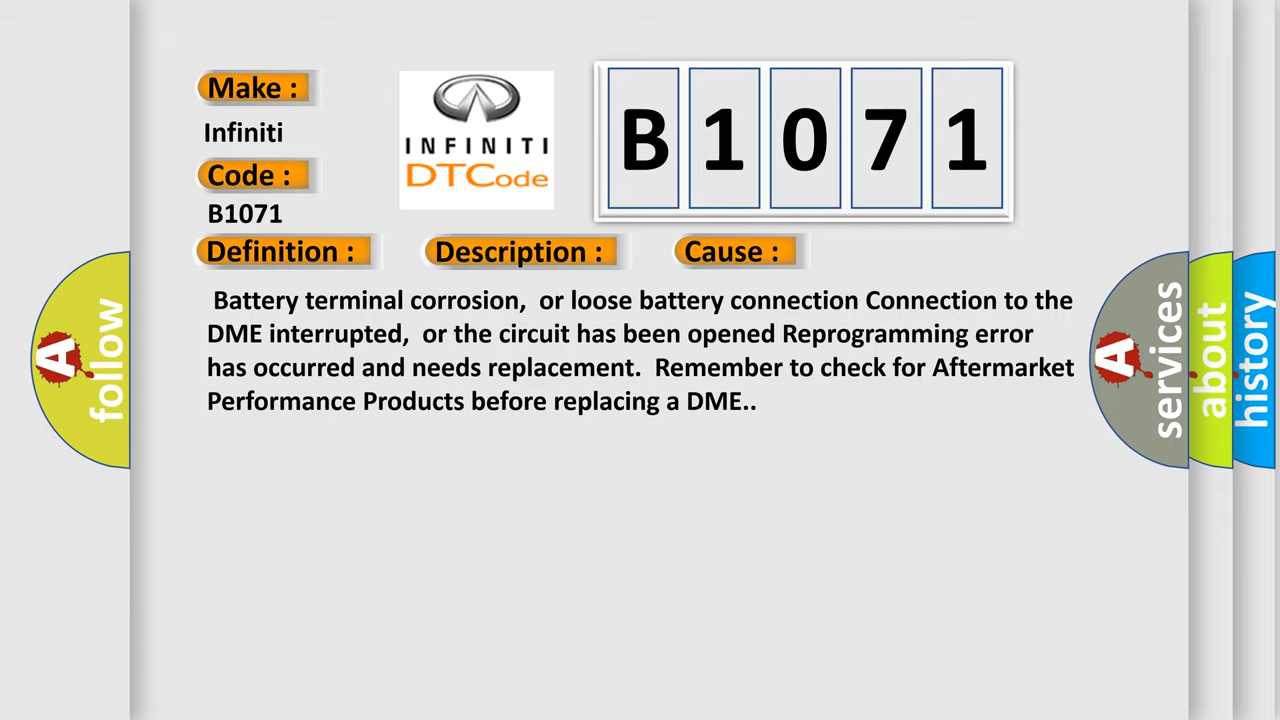 Make :
Infiniti
Code :
B1071
INFINITI
DTCode
B 1 0 7 1
Definition :
Description :
Cause :
Battery terminal corrosion,  or loose battery connection Connection to the
DME interrupted,  or the circuit has been opened Reprogramming error
has occurred and needs replacement  Remember to check for Aftermarket
Performance Products before replacing a DME..
A
follow
A
services
about
history